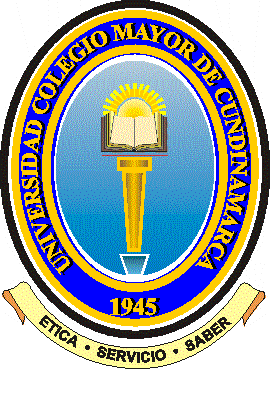 UNIVERSIDAD COLEGIO MAYOR DE CUNDINAMARCA
1945
ETICA • SERVICIO • SABER